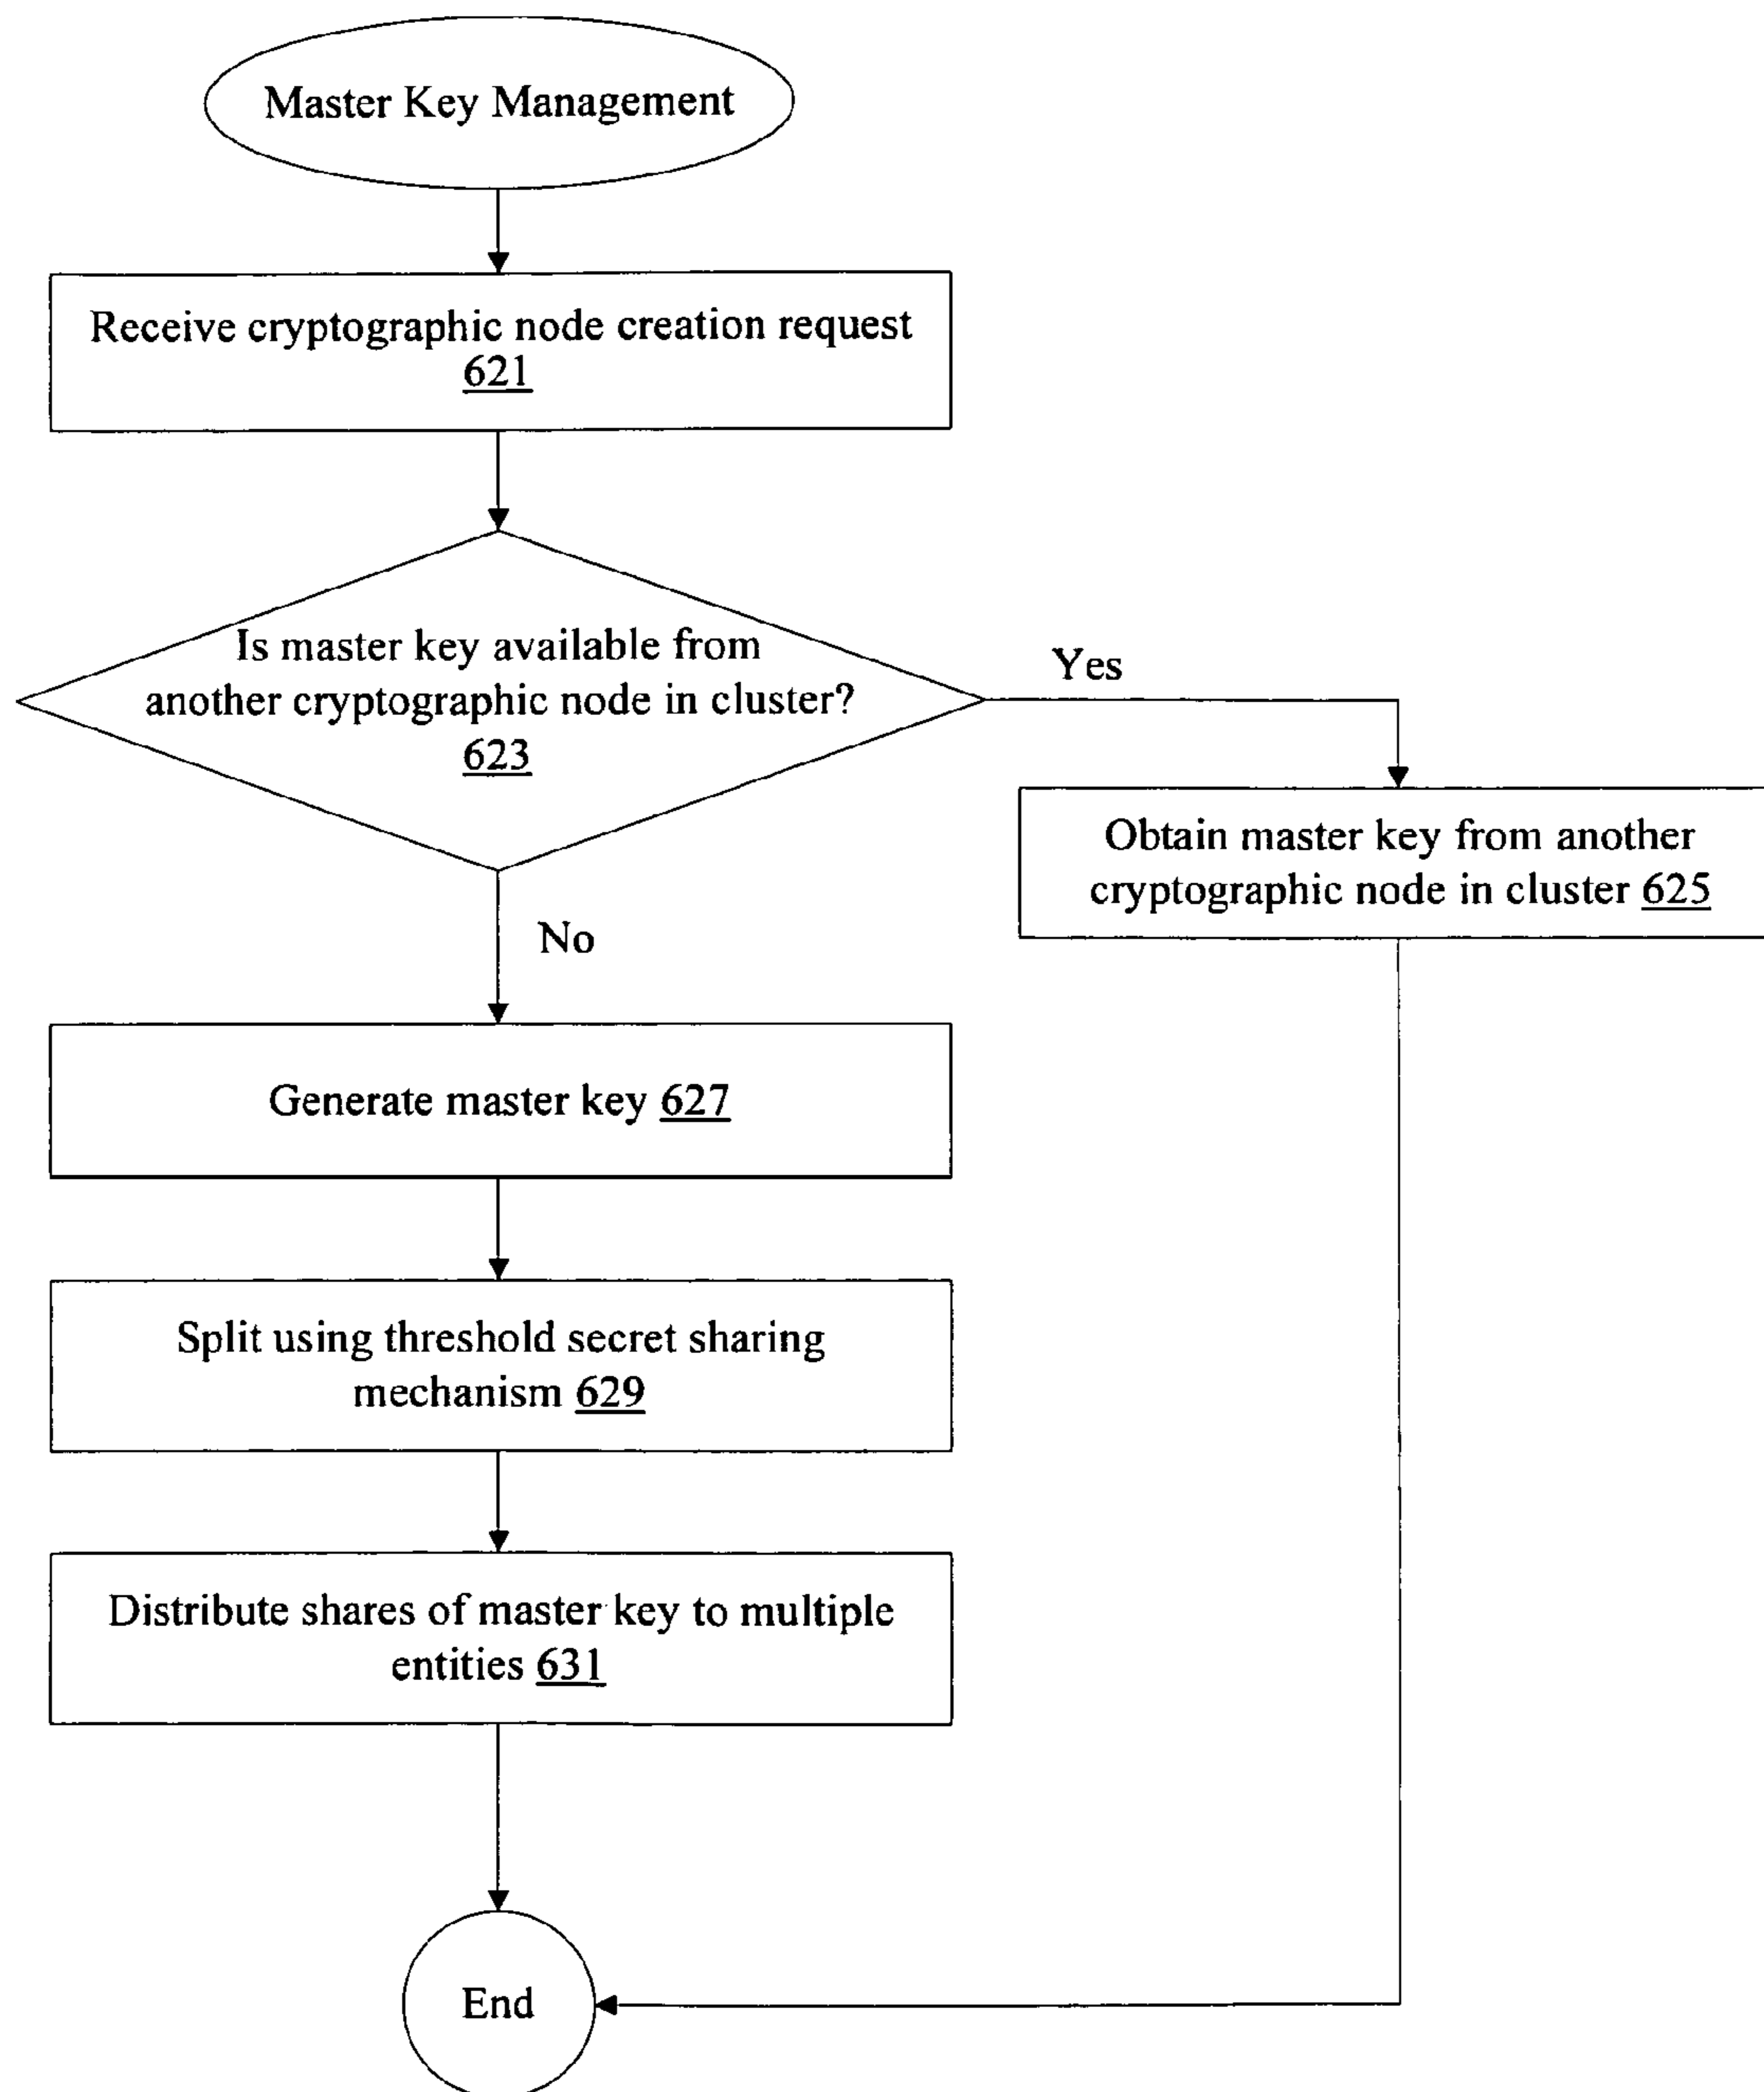 Master Key Management
Receive cryptographic node creation request
621
Is master key available from
another cryptographic node in cluster?
623
Yes
Obtain master key from another
cryptographic node in cluster 625
No
Generate master key 627
Split using threshold secret sharing
mechanism 629
Distribute shares of master key to multiple
entities 631
End